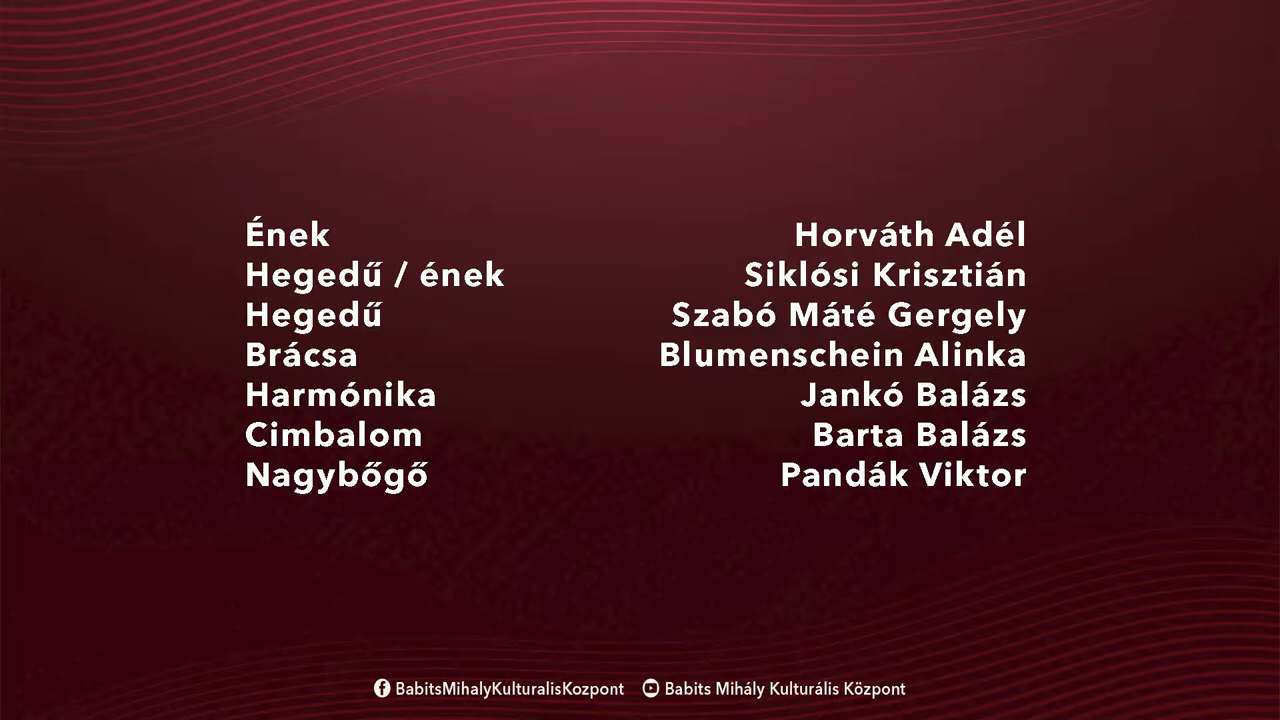 Ének Horváth Adél
Hegedű / ének Siklósi Krisztián
Hegedű Szabó Máté Gergely
Brácsa Blumenschein Alinka
Harmónika Jankó Balázs
Cimbalom Barta Balázs
Nagybőgő Pandák Viktor
BabitsMihalyKulturalisKozpont Babits Mihály Kulturális Központ